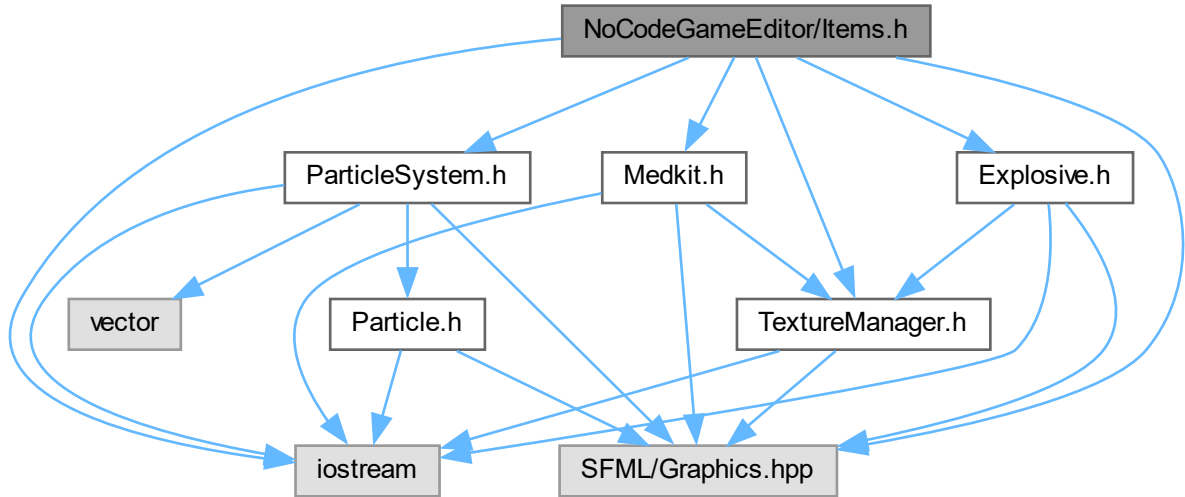 NoCodeGameEditor/Items.h
ParticleSystem.h
Medkit.h
Explosive.h
vector
Particle.h
TextureManager.h
iostream
SFML/Graphics.hpp